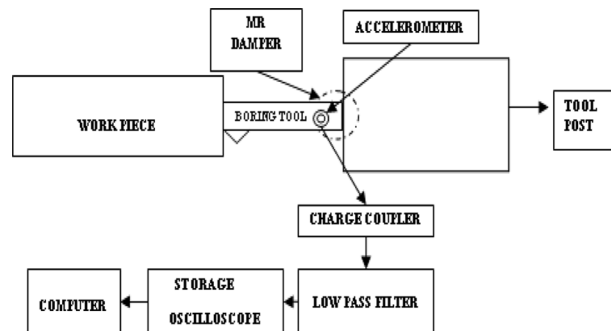 MR
DAMPER
ACCELEROMETER
WORK PIECE
BORING TOOL
TOOL
POST
CHARGE COUPLER
COMPUTER
STORAGE
OSCILLOSCOPE
LOW PASS FILTER